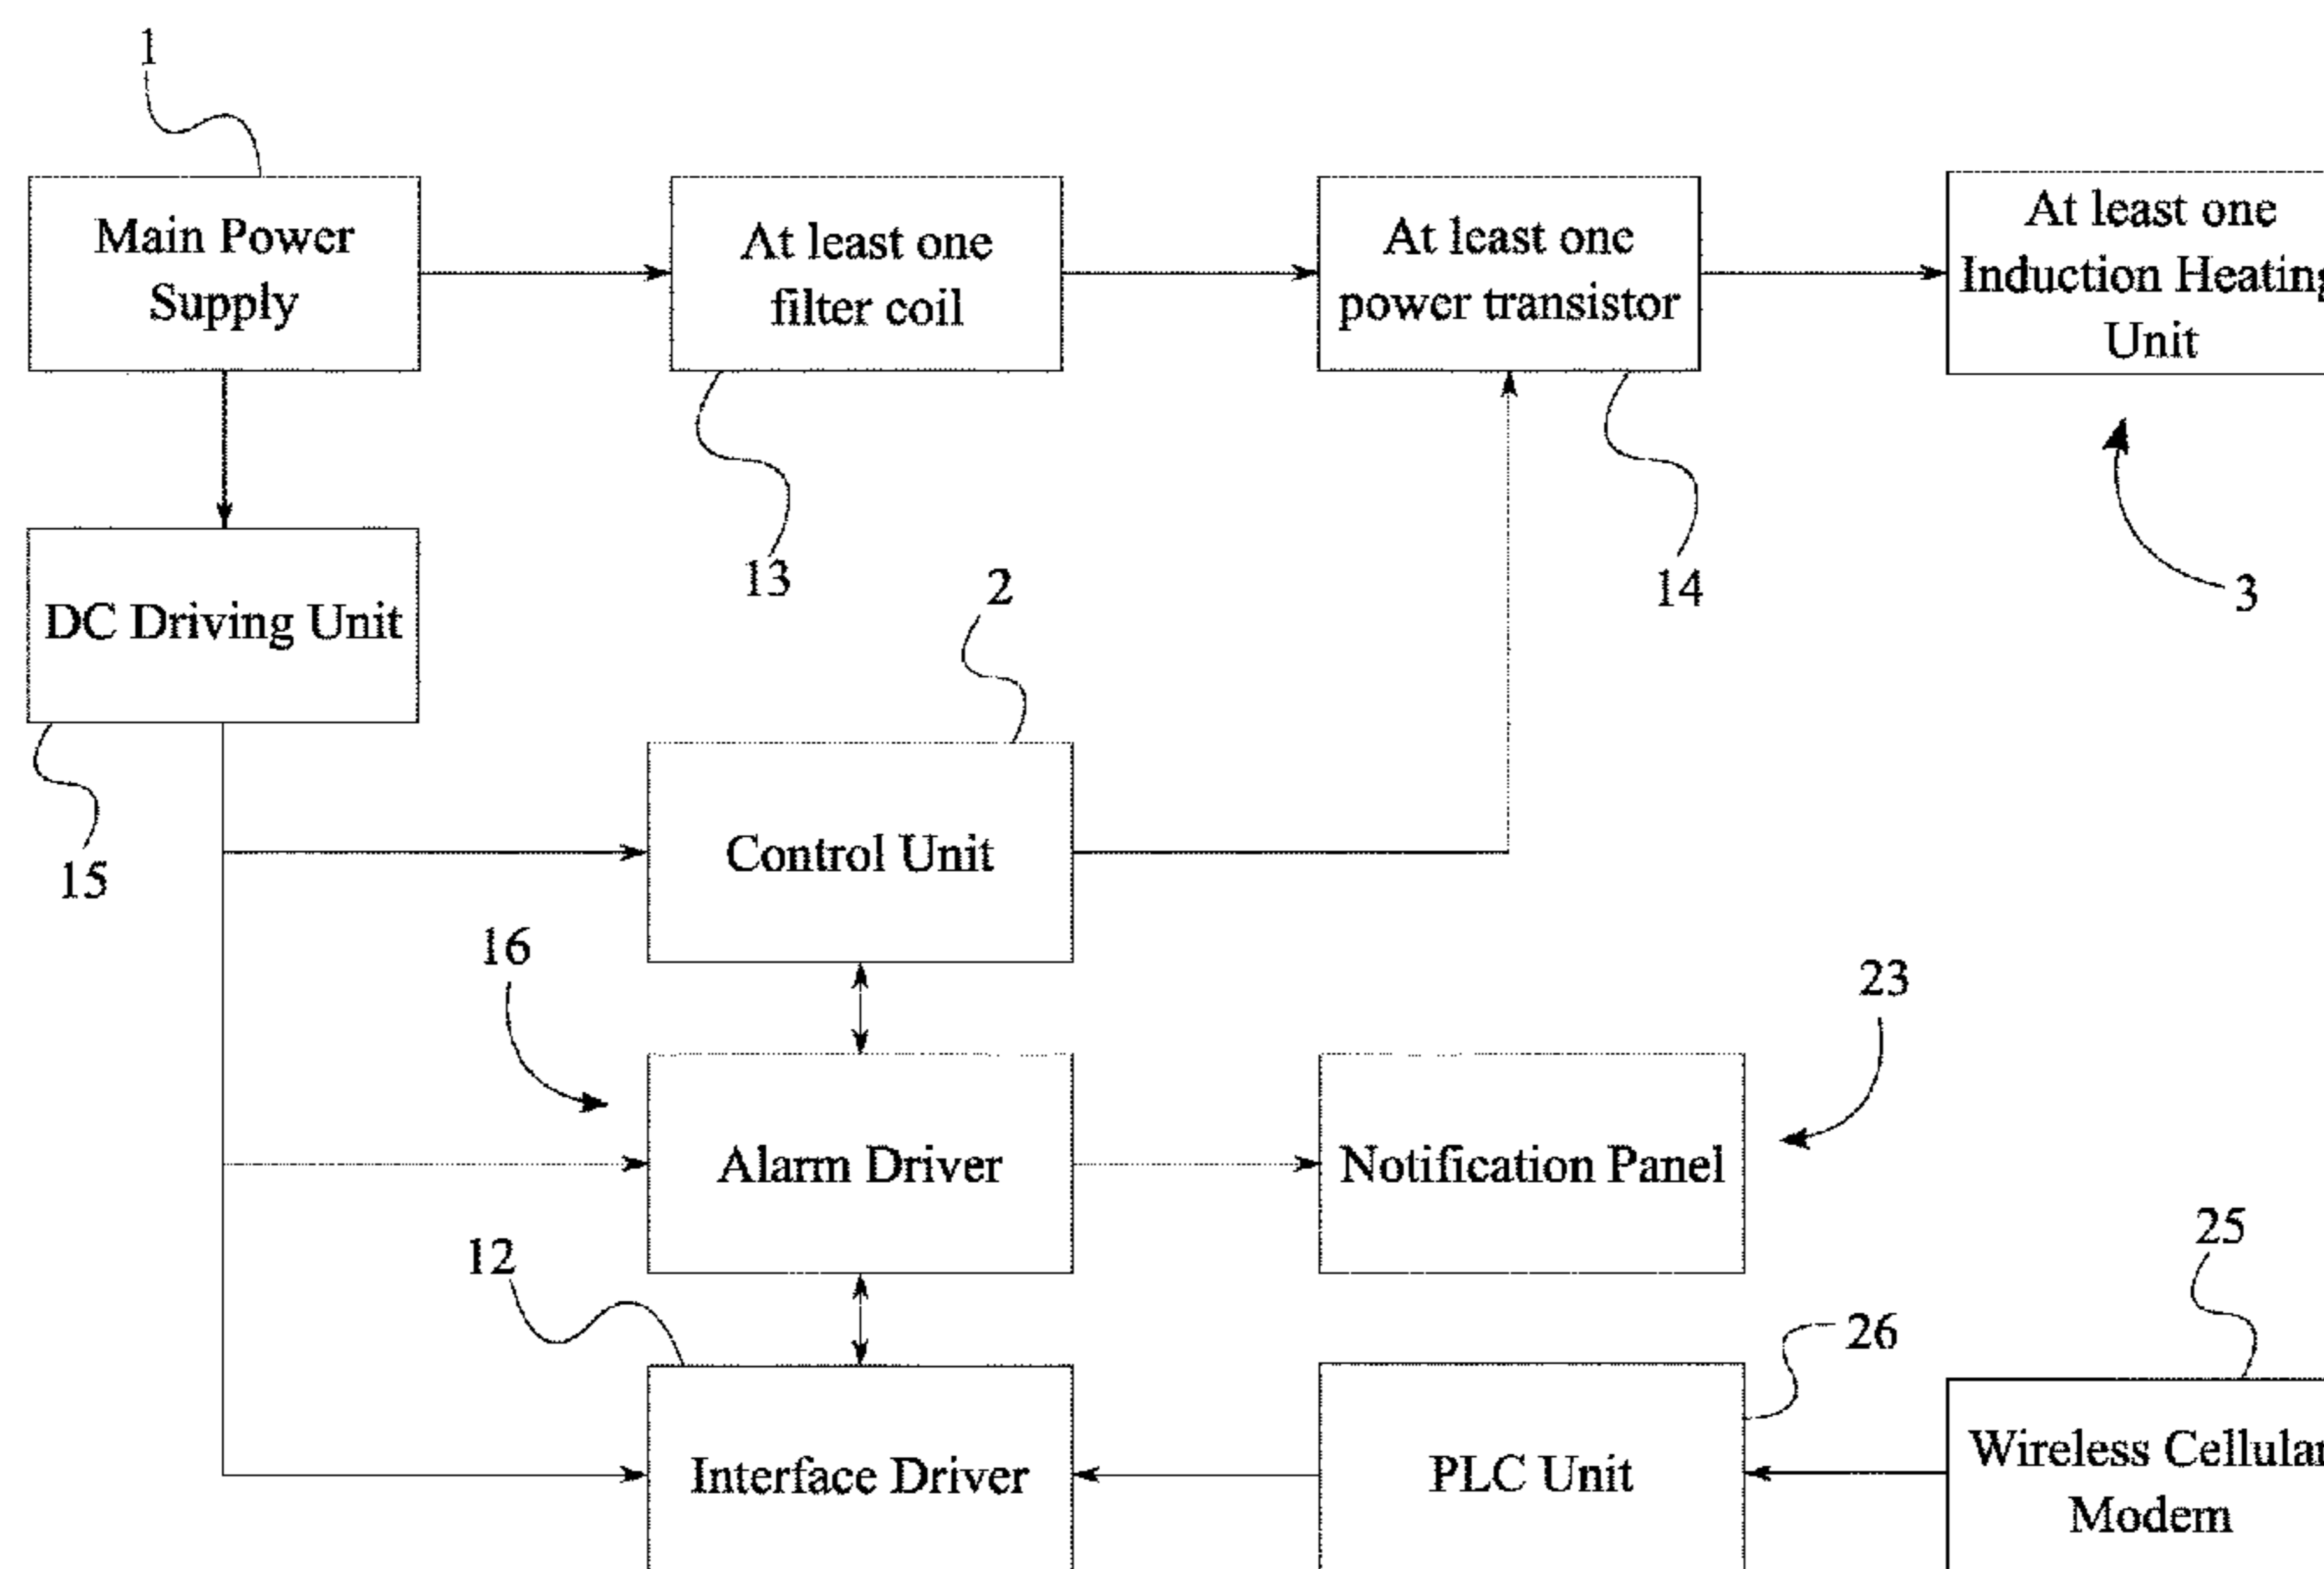 1
Main Power
Supply
At least one
filter coil
At least one
power transistor
At least one
Induction Heating
Unit
13
14
3
DC Driving Unit
2
15
Control Unit
16
23
Alarm Driver
Notification Panel
12
25
26
Interface Driver
PLC Unit
Wireless Cellular
Modem